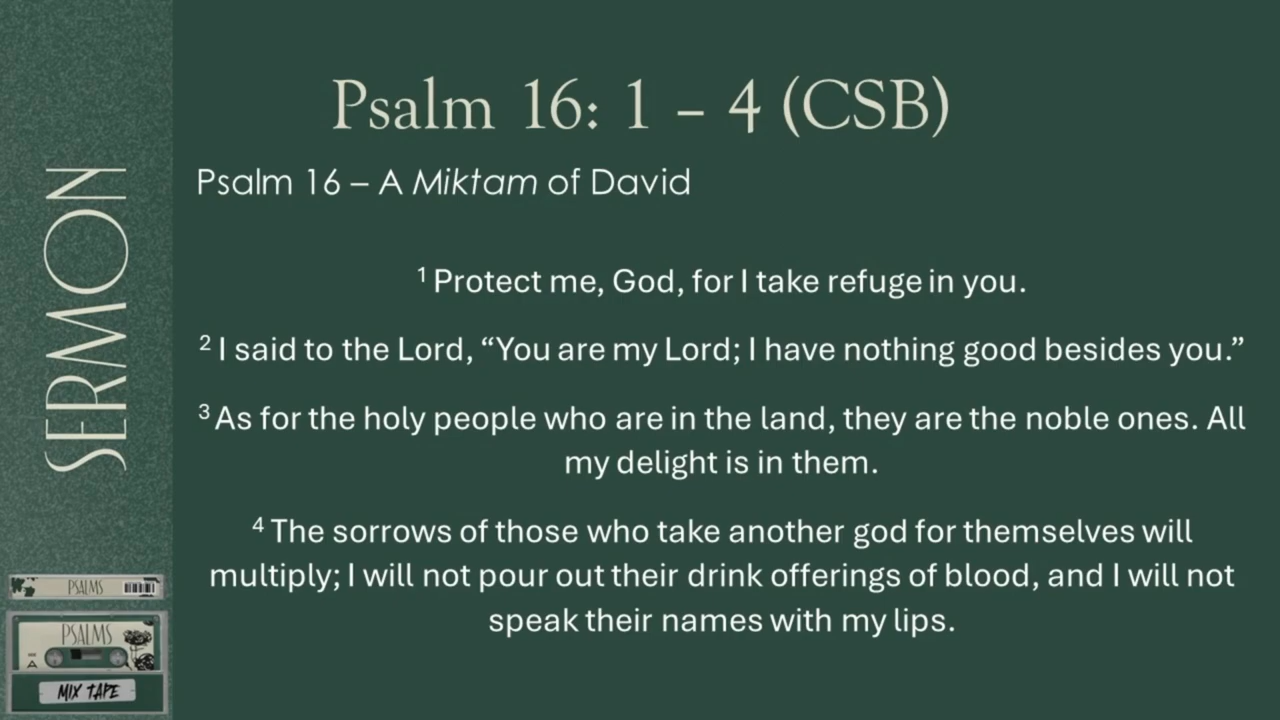 SERMON
Psalm 16: 1 – 4 (CSB)
Psalm 16 – A Miktam of David
1 Protect me, God, for I take refuge in you.
2 I said to the Lord, “You are my Lord; I have nothing good besides you.”
3 As for the holy people who are in the land, they are the noble ones. All
my delight is in them.
4 The sorrows of those who take another god for themselves will
multiply; I will not pour out their drink offerings of blood, and I will not
speak their names with my lips.
PSALMS
PSALMS
A
MIX TAPE